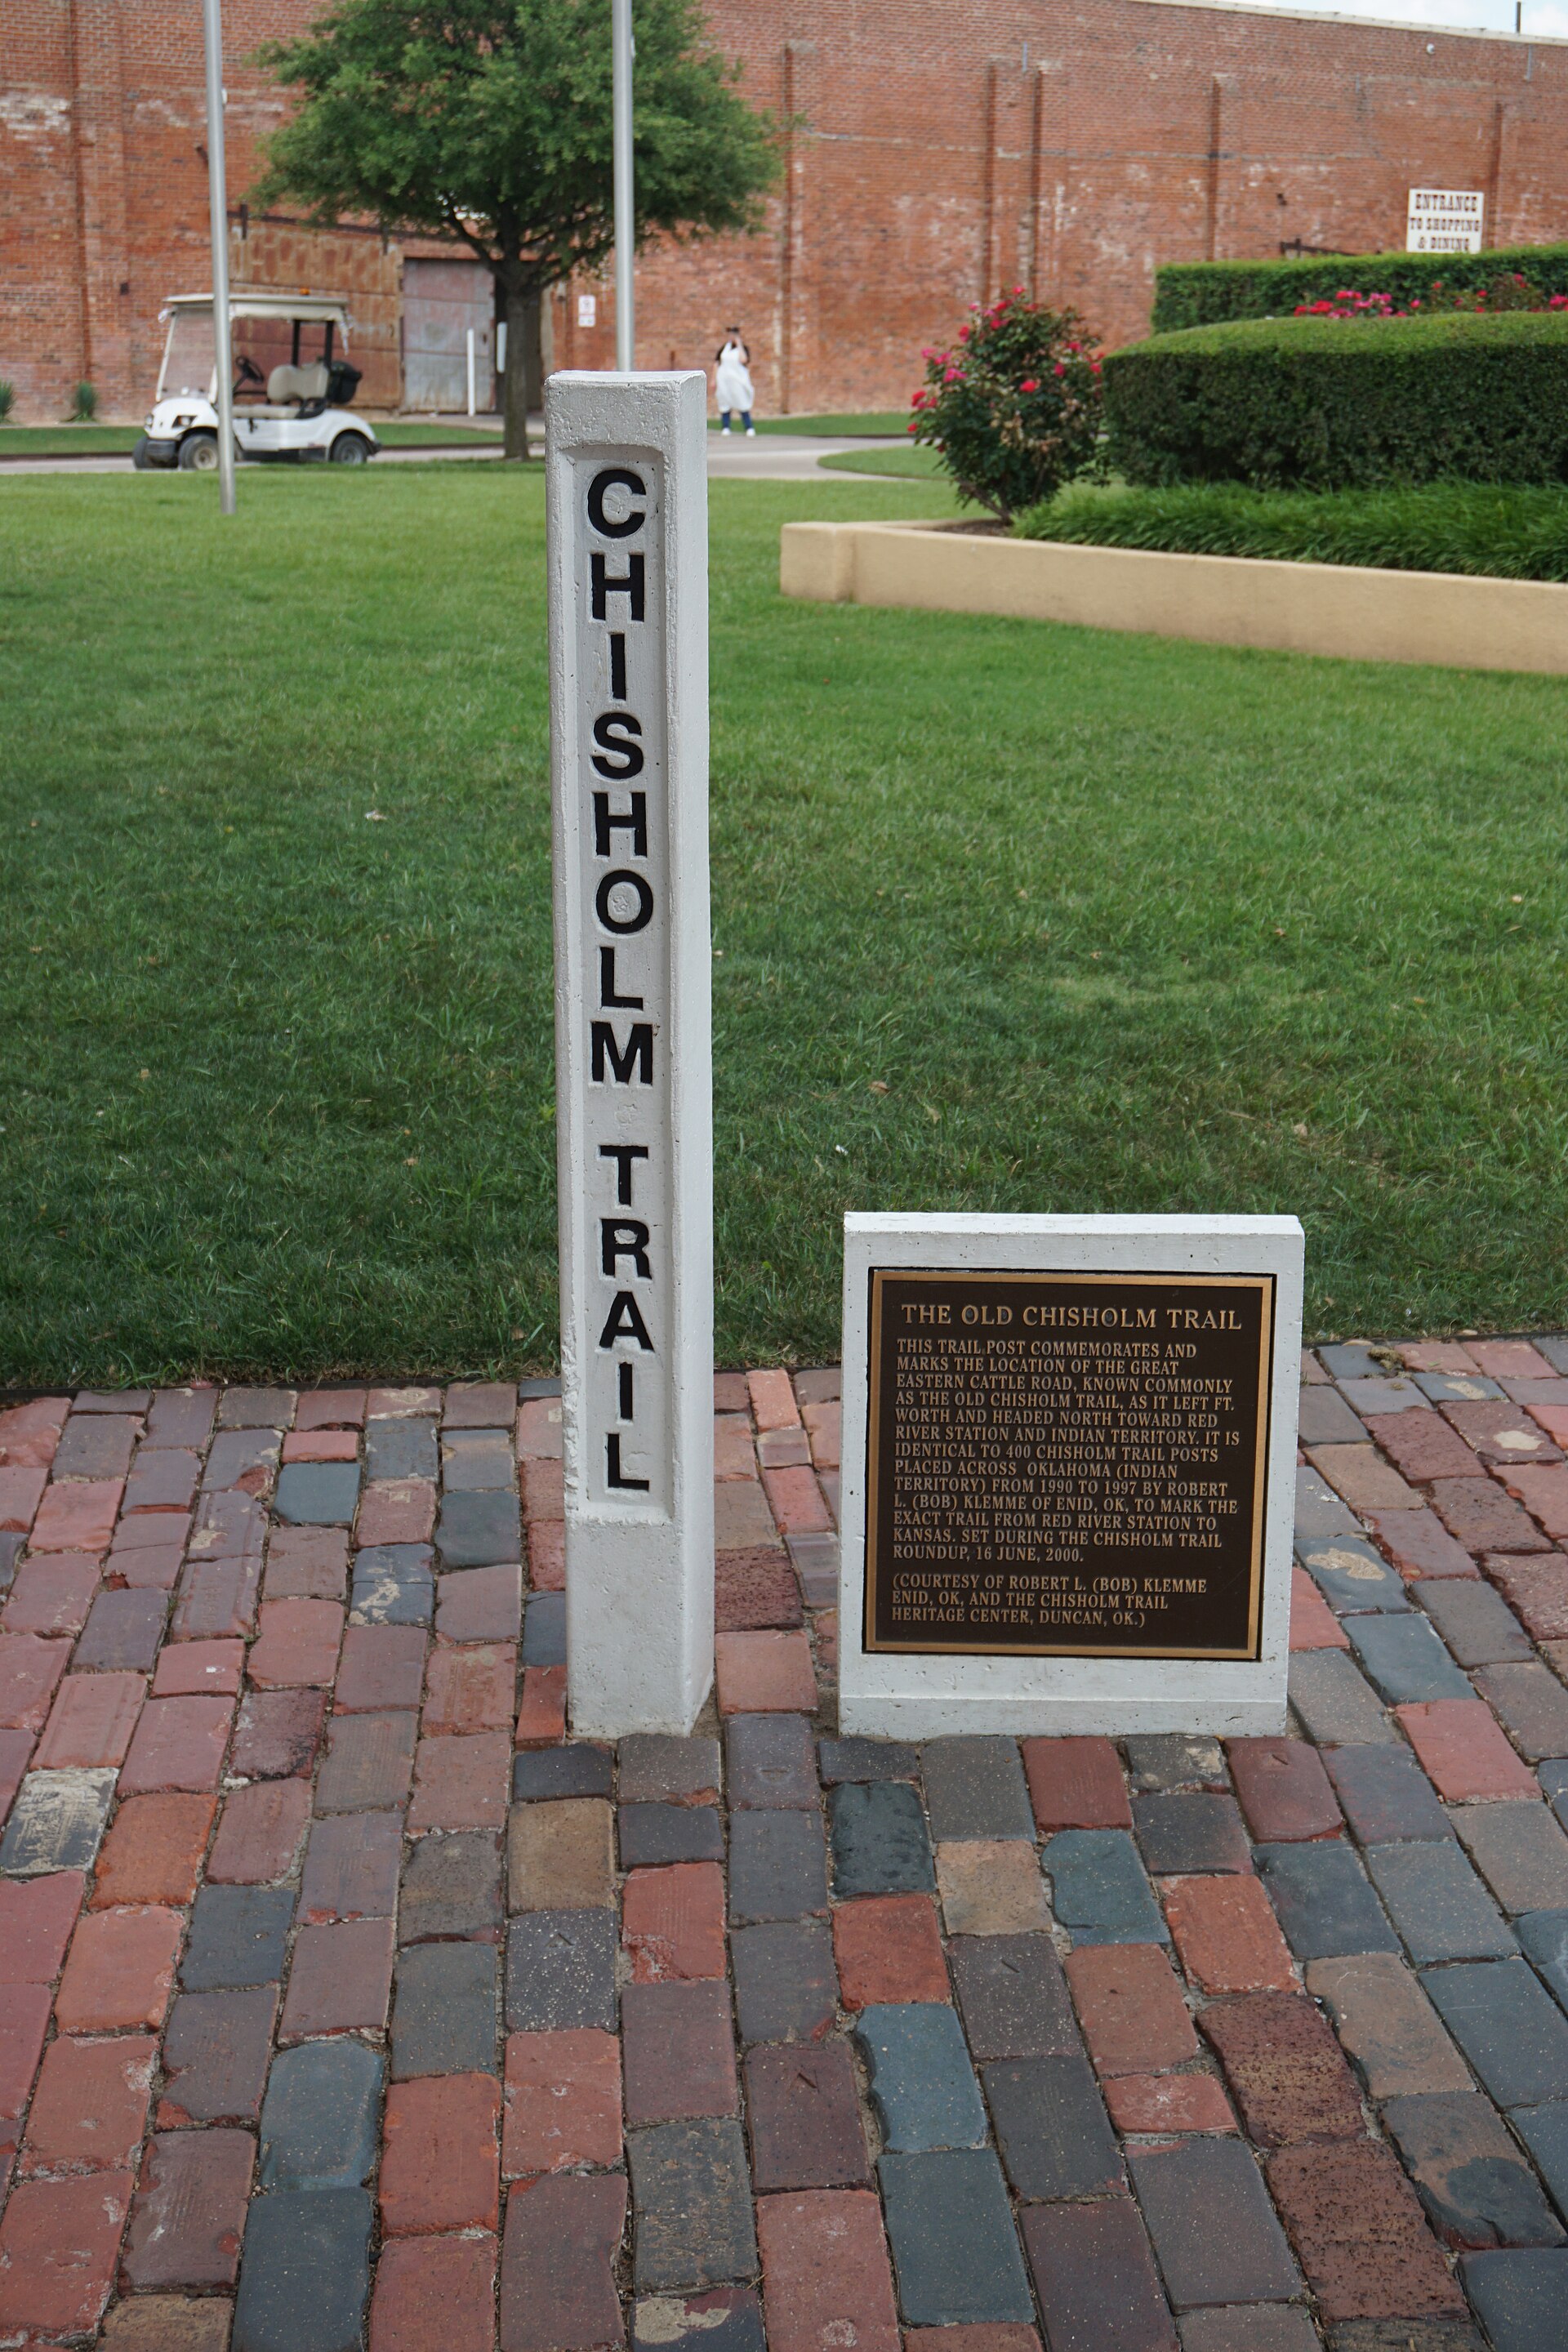 ENTRANCE
TO SHOPPING
& DINING
CHISHOLM TRAIL
THE OLD CHISHOLM TRAIL
THIS TRAIL POST COMMEMORATES AND
MARKS THE LOCATION OF THE GREAT
EASTERN CATTLE ROAD, KNOWN COMMONLY
AS THE OLD CHISHOLM TRAIL, AS IT LEFT FT.
WORTH AND HEADED NORTH TOWARD RED
RIVER STATION AND INDIAN TERRITORY. IT IS
IDENTICAL TO 400 CHISHOLM TRAIL POSTS
PLACED ACROSS OKLAHOMA (INDIAN
TERRITORY) FROM 1990 TO 1997 BY ROBERT
L. (BOB) KLEMME OF ENID, OK, TO MARK THE
EXACT TRAIL FROM RED RIVER STATION TO
KANSAS. SET DURING THE CHISHOLM TRAIL
ROUNDUP, 16 JUNE, 2000.
(COURTESY OF ROBERT L. (BOB) KLEMME
ENID, OK, AND THE CHISHOLM TRAIL
HERITAGE CENTER, DUNCAN, OK.)